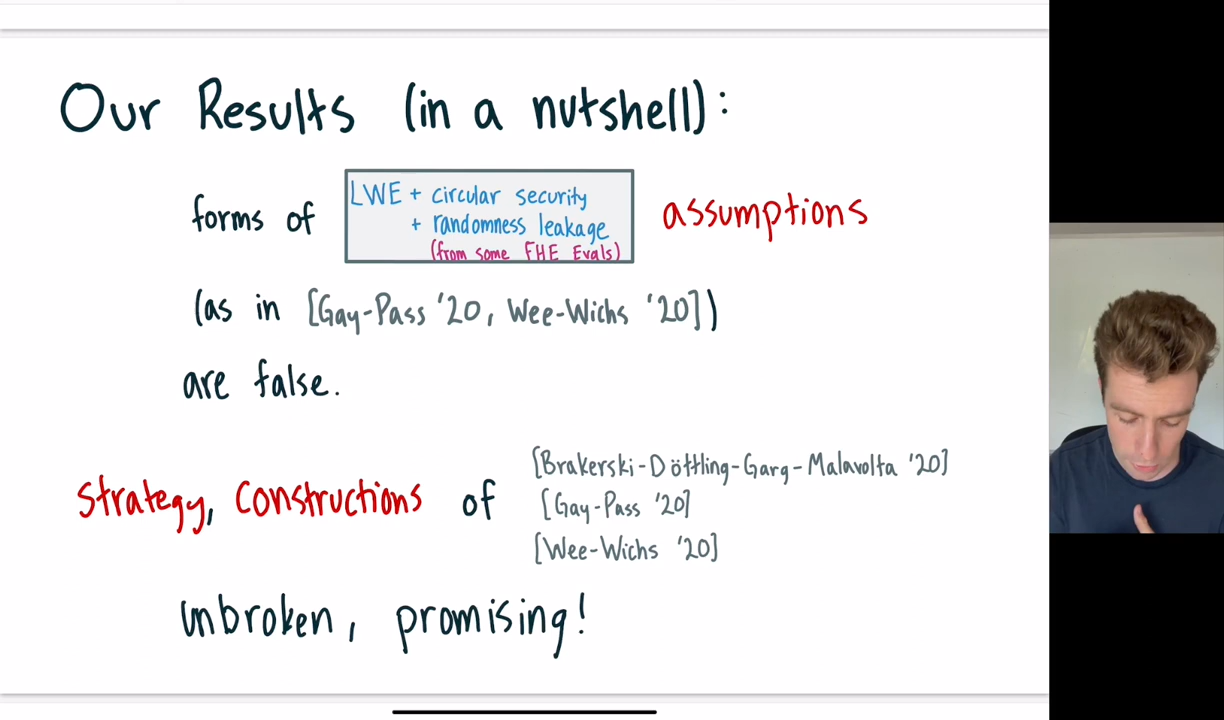 Our Results (in a nutshell):
forms of LWE + circular security + randomness leakage (from some FHE Evals) assumptions
(as in [Gay-Pass '20, Wee-Wichs '20])
are false.
Strategy, Constructions of [Brakerski-Döttling-Garg-Malavolta '20]
[Gay-Pass '20]
[Wee-Wichs '20]
unbroken, promising!